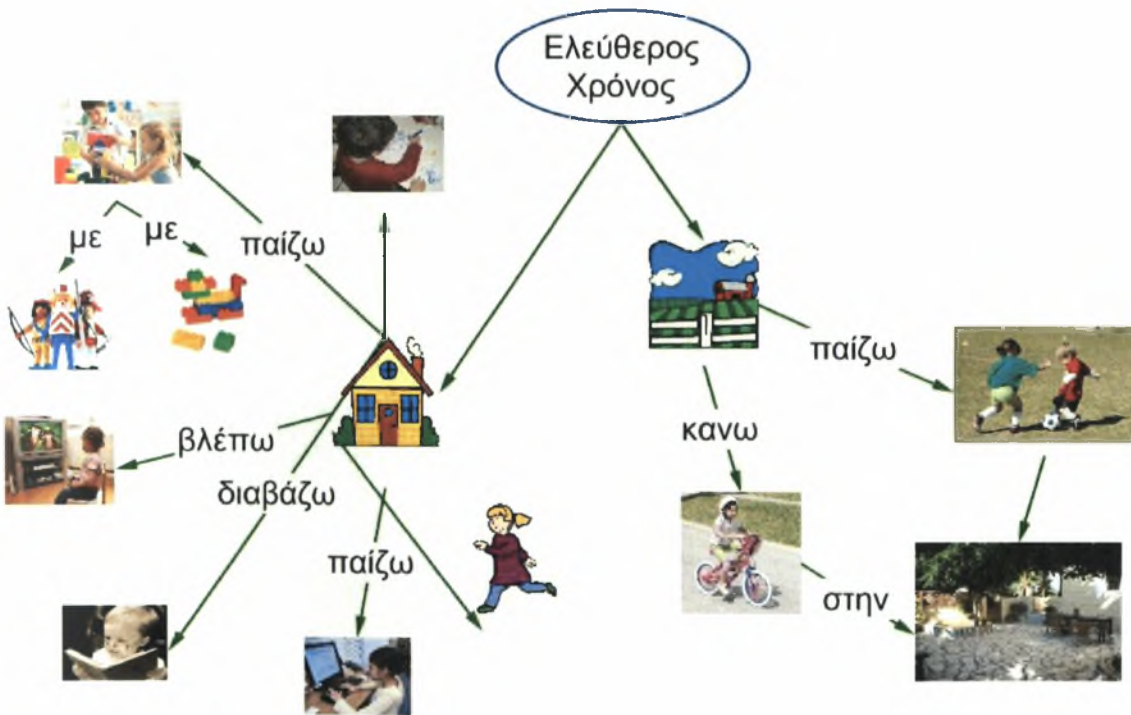 Ελεύθερος
Χρόνος
με
με
παίζω
βλέπω
διαβάζω
παίζω
παίζω
κανω
στην